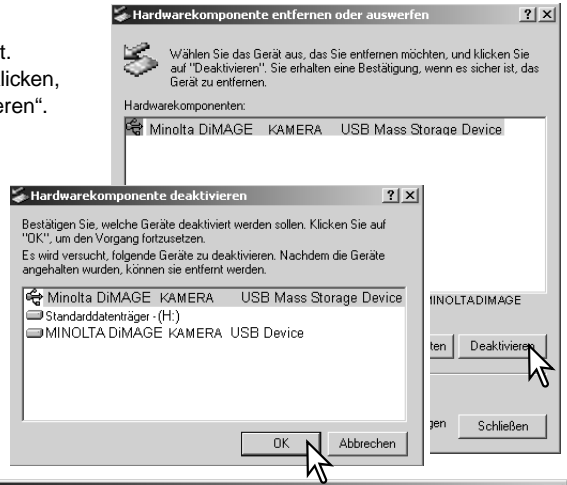 Hardwarekomponente entfernen oder auswerfen
t.
licken,
eren“.
Wählen Sie das Gerät aus, das Sie entfernen möchten, und klicken Sie
auf "Deaktivieren". Sie erhalten eine Bestätigung, wenn es sicher ist, das
Gerät zu entfernen.
Hardwarekomponenten:
Minolta DiMAGE KAMERA USB Mass Storage Device
Hardwarekomponente deaktivieren
Bestätigen Sie, welche Geräte deaktiviert werden sollen. Klicken Sie auf
"OK", um den Vorgang fortzusetzen.
Es wird versucht, folgende Geräte zu deaktivieren. Nachdem die Geräte
angehalten wurden, können sie entfernt werden.
Minolta DiMAGE KAMERA USB Mass Storage Device
Standarddatenträger - (H:)
MINOLTA DiMAGE KAMERA USB Device
OK Abbrechen
INOLTADIMAGE
ten Deaktivieren
gen Schließen